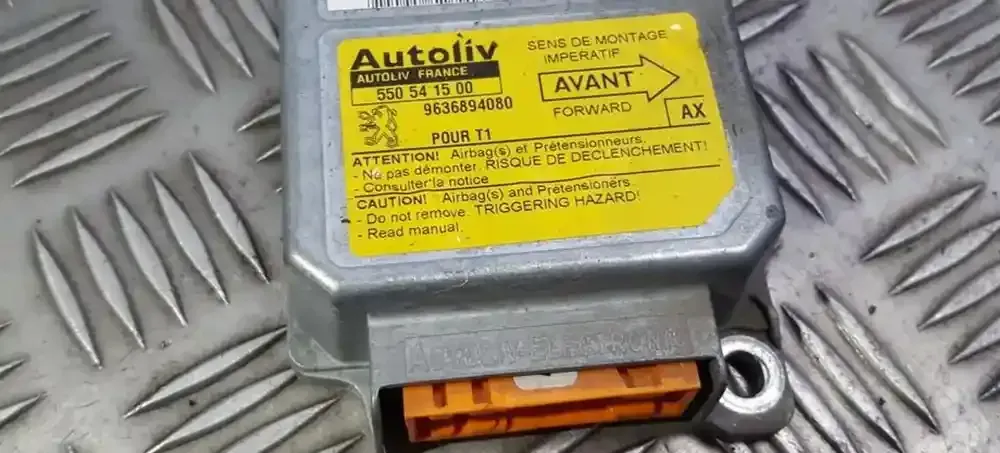 Autoliv
AUTOLIV FRANCE
550 54 15 00
9636894080
POUR T1
SENS DE MONTAGE
IMPERATIF
AVANT
FORWARD
AX
ATTENTION! Airbag(s) et Prétensionneurs.
- Ne pas démonter. RISQUE DE DECLENCHEMENT!
- Consulter la notice
CAUTION! Airbag(s) and Pretensioners.
- Do not remove. TRIGGERING HAZARD!
- Read manual.